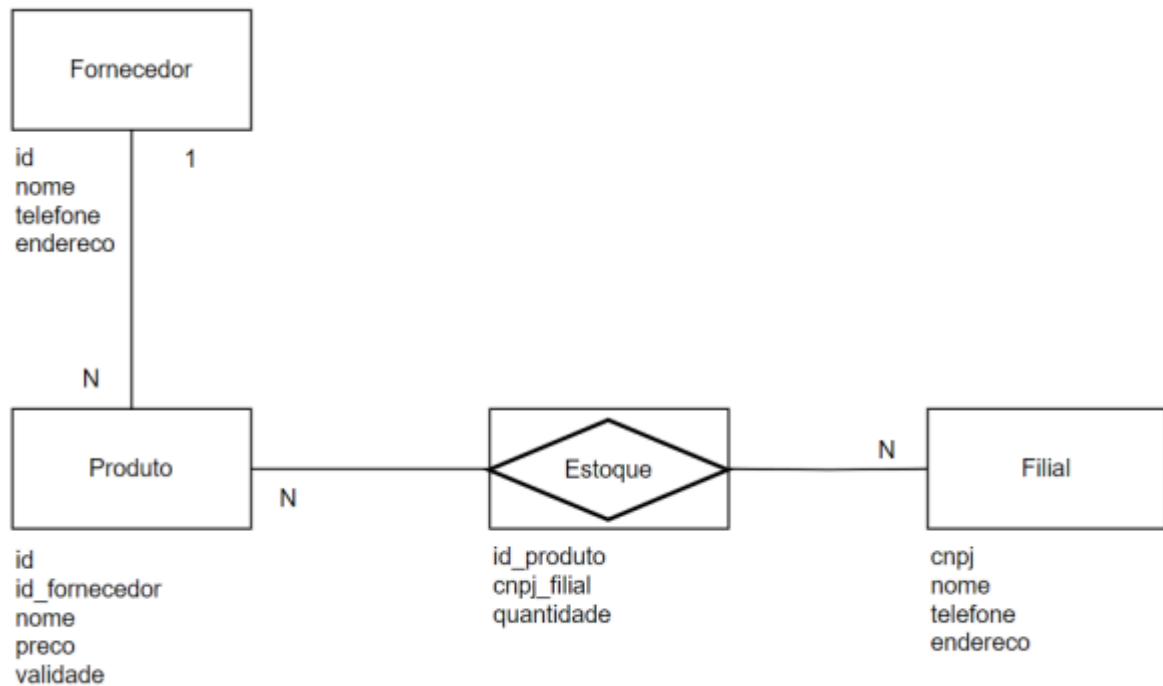 Fornecedor
1
id
nome
telefone
endereco
N
Produto
N
Estoque
N
Filial
id
id_fornecedor
nome
preco
validade
id_produto
cnpj_filial
quantidade
cnpj
nome
telefone
endereco